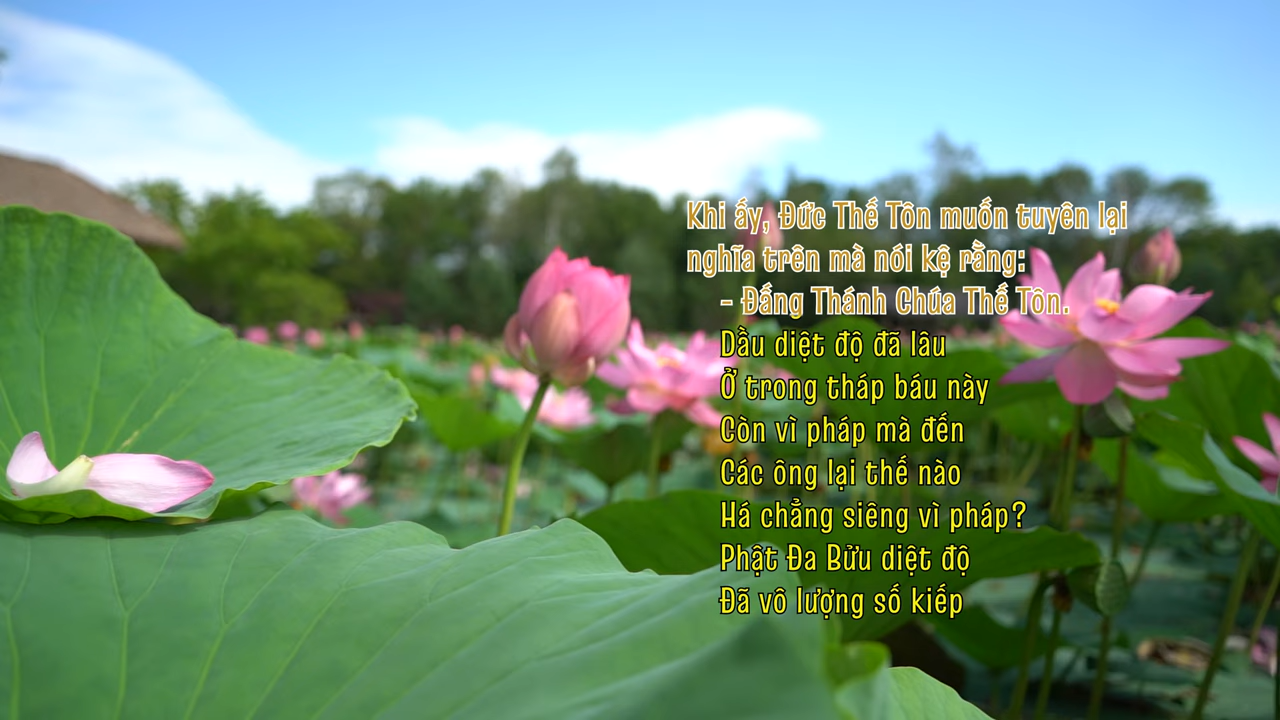 Khi ấy, Đức Thế Tôn muốn tuyên lại
nghĩa trên mà nói kệ rằng:
- Đấng Thánh Chúa Thế Tôn.
Dầu diệt độ đã lâu
Ở trong tháp báu này
Còn vì pháp mà đến
Các ông lại thế nào
Há chẳng siêng vì pháp?
Phật Đa Bửu diệt độ
Đã vô lượng số kiếp